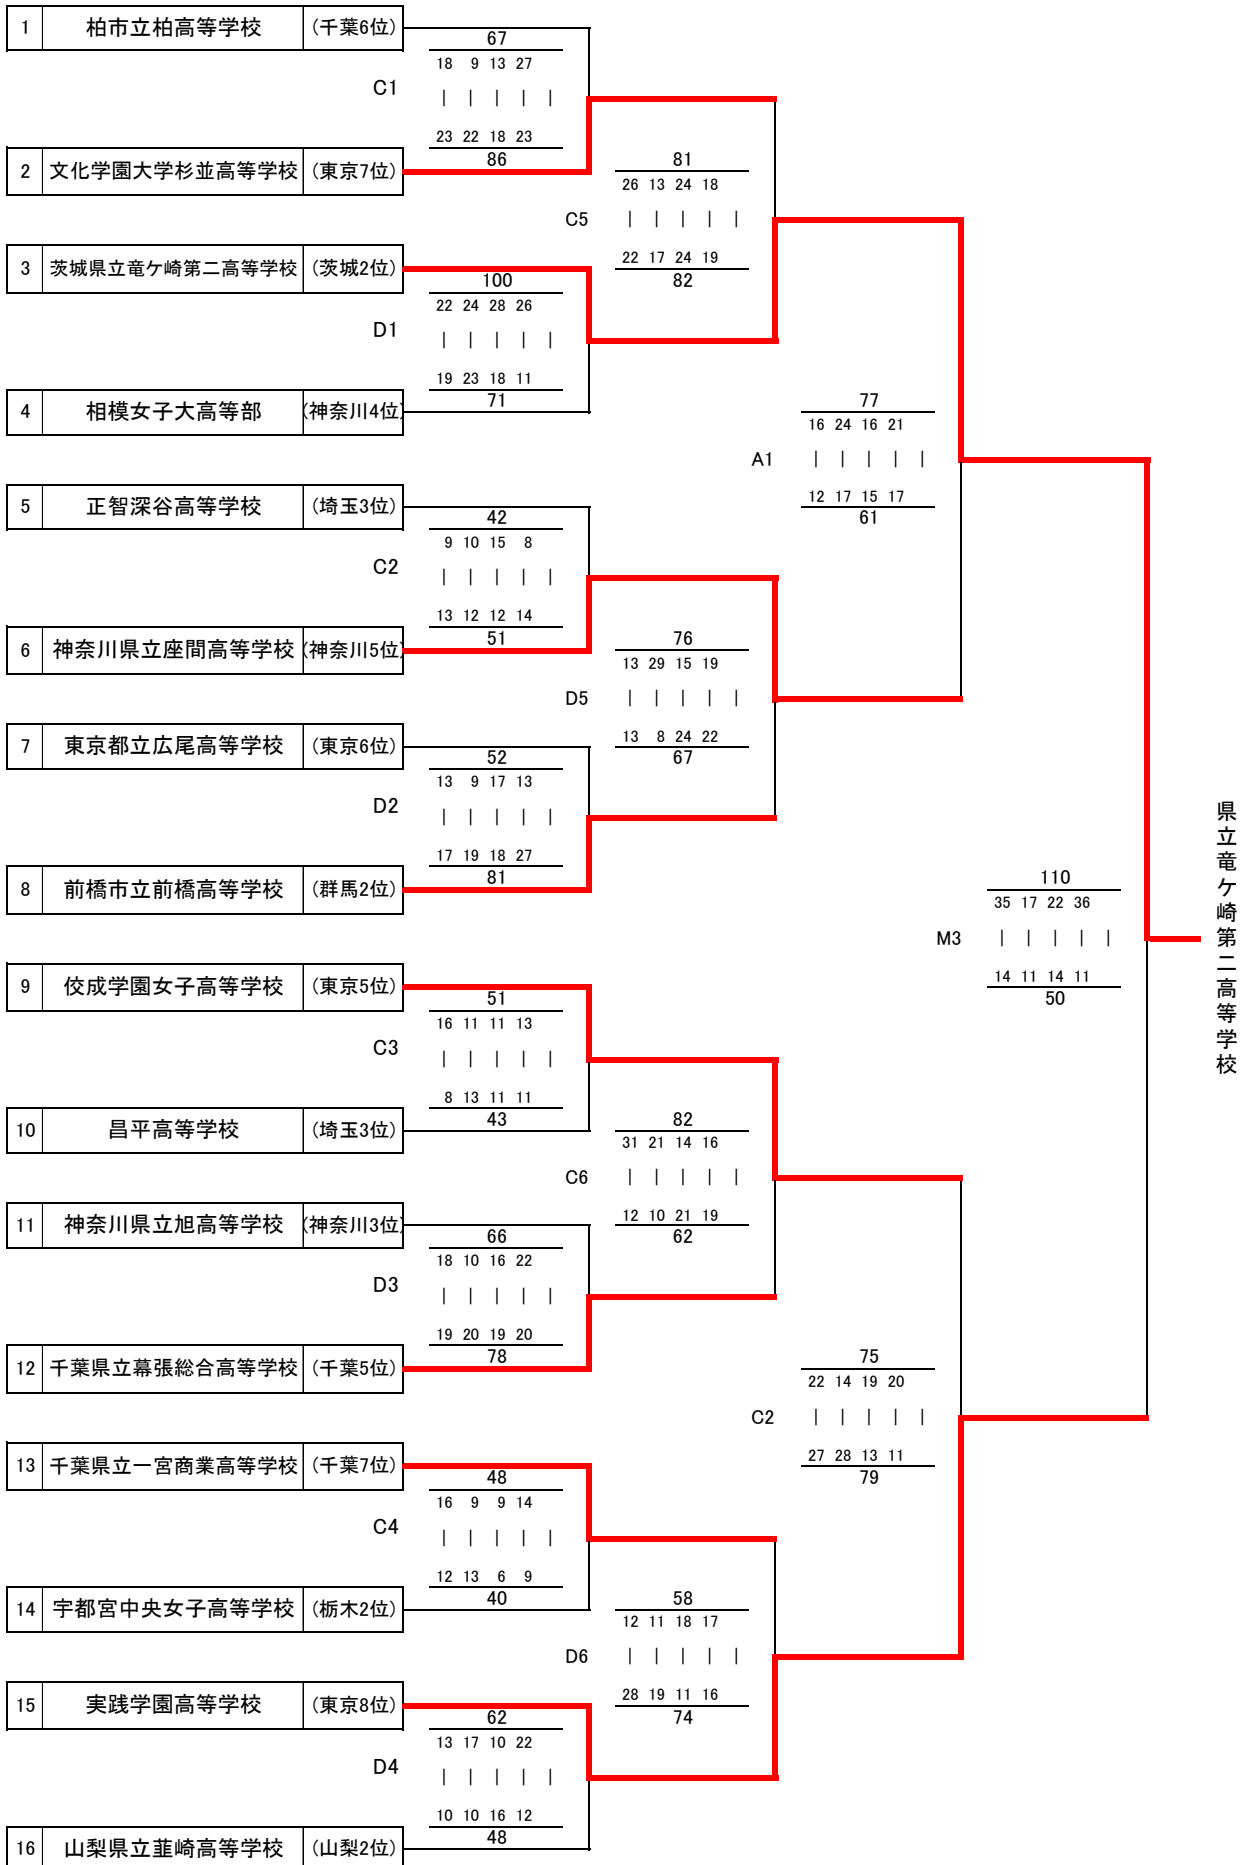 1 柏市立柏高等学校 (千葉6位)
67
18 9 13 27
C1
| | | | |
23 22 18 23
86
2 文化学園大学杉並高等学校 (東京7位)
81
26 13 24 18
C5
| | | | |
22 17 24 19
82
3 茨城県立竜ケ崎第二高等学校 (茨城2位)
100
22 24 28 26
D1
| | | | |
19 23 18 11
71
4 相模女子大高等部 (神奈川4位)
77
16 24 16 21
A1
| | | | |
12 17 15 17
61
5 正智深谷高等学校 (埼玉3位)
42
9 10 15 8
C2
| | | | |
13 12 12 14
51
6 神奈川県立座間高等学校 (神奈川5位)
76
13 29 15 19
D5
| | | | |
13 8 24 22
67
7 東京都立広尾高等学校 (東京6位)
52
13 9 17 13
D2
| | | | |
17 19 18 27
81
8 前橋市立前橋高等学校 (群馬2位)
110
35 17 22 36
M3
| | | | |
14 11 14 11
50
県立竜ケ崎第二高等学校
9 佼成学園女子高等学校 (東京5位)
51
16 11 11 13
C3
| | | | |
8 13 11 11
43
10 昌平高等学校 (埼玉3位)
82
31 21 14 16
C6
| | | | |
12 10 21 19
62
11 神奈川県立旭高等学校 (神奈川3位)
66
18 10 16 22
D3
| | | | |
19 20 19 20
78
12 千葉県立幕張総合高等学校 (千葉5位)
75
22 14 19 20
C2
| | | | |
27 28 13 11
79
13 千葉県立一宮商業高等学校 (千葉7位)
48
16 9 9 14
C4
| | | | |
12 13 6 9
40
14 宇都宮中央女子高等学校 (栃木2位)
58
12 11 18 17
D6
| | | | |
28 19 11 16
74
15 実践学園高等学校 (東京8位)
62
13 17 10 22
D4
| | | | |
10 10 16 12
48
16 山梨県立韮崎高等学校 (山梨2位)